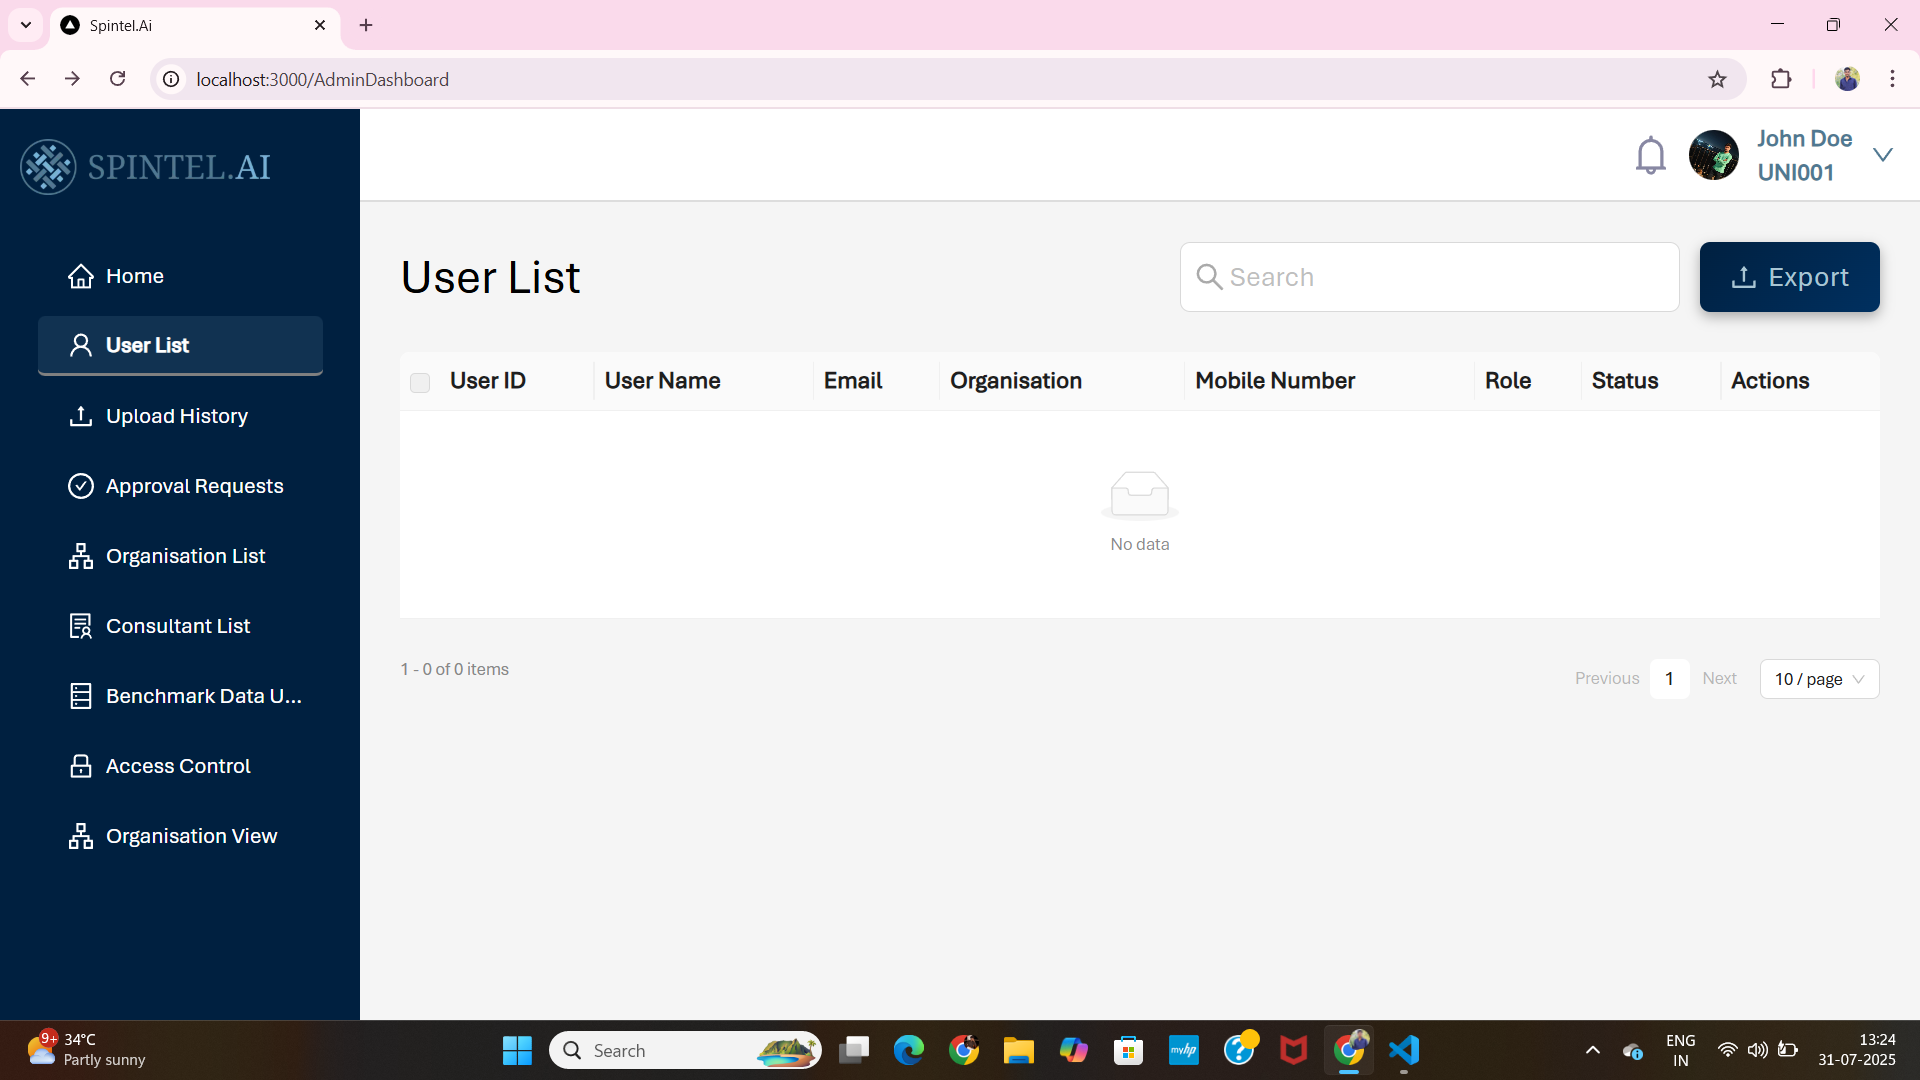 Spintel.Ai
localhost:3000/AdminDashboard
SPINTEL.AI
John Doe
UNI001
Home
User List
Upload History
Approval Requests
Organisation List
Consultant List
Benchmark Data U...
Access Control
Organisation View
User List
Search
Export
User ID User Name Email Organisation Mobile Number Role Status Actions
No data
1 - 0 of 0 items
Previous 1 Next 10 / page
9+
34°C
Partly sunny
Search
myhp
ENG
IN
13:24
31-07-2025